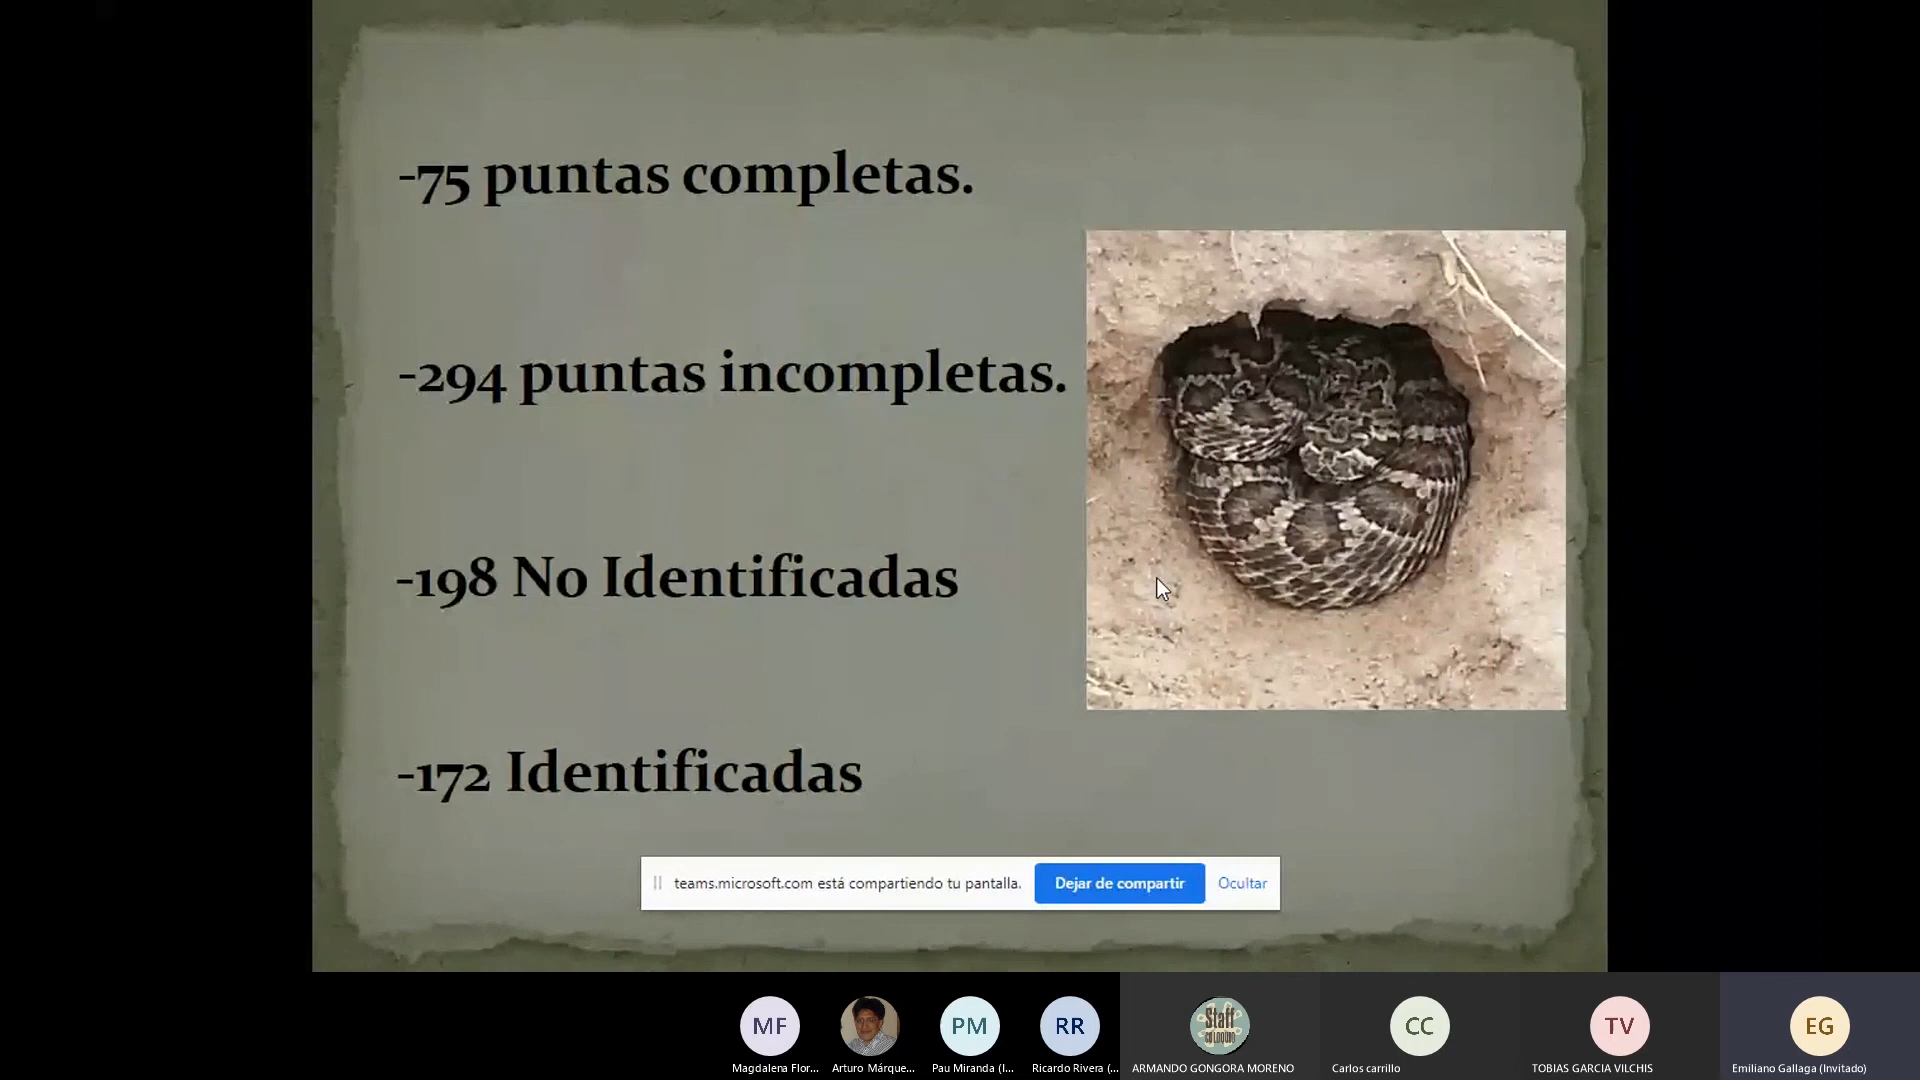 -75 puntas completas.
-294 puntas incompletas.
-198 No Identificadas
-172 Identificadas
teams.microsoft.com está compartiendo tu pantalla.
Dejar de compartir
Ocultar
MF
PM
RR
Staff
COLOQUIO
CC
TV
EG
Magdalena Flor...
Arturo Márque...
Pau Miranda (I...
Ricardo Rivera (...
ARMANDO GONGORA MORENO
Carlos carrillo
TOBIAS GARCIA VILCHIS
Emiliano Gallaga (Invitado)